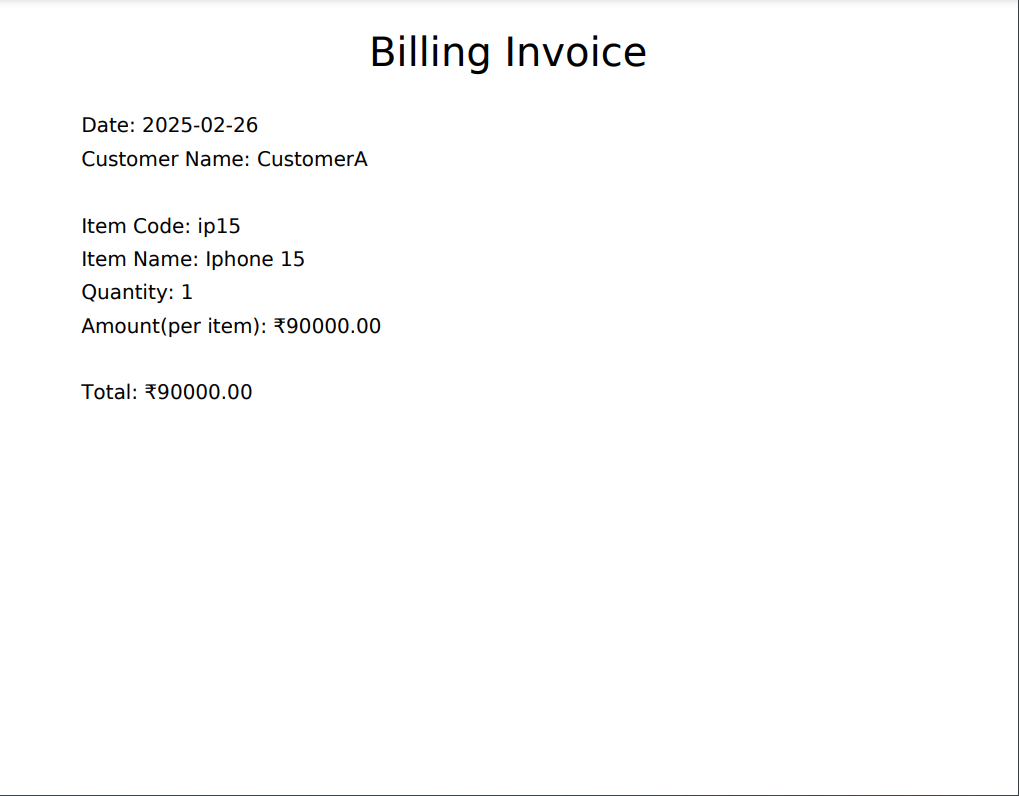 Billing Invoice
Date: 2025-02-26
Customer Name: CustomerA
Item Code: ip15
Item Name: Iphone 15
Quantity: 1
Amount(per item): ₹90000.00
Total: ₹90000.00